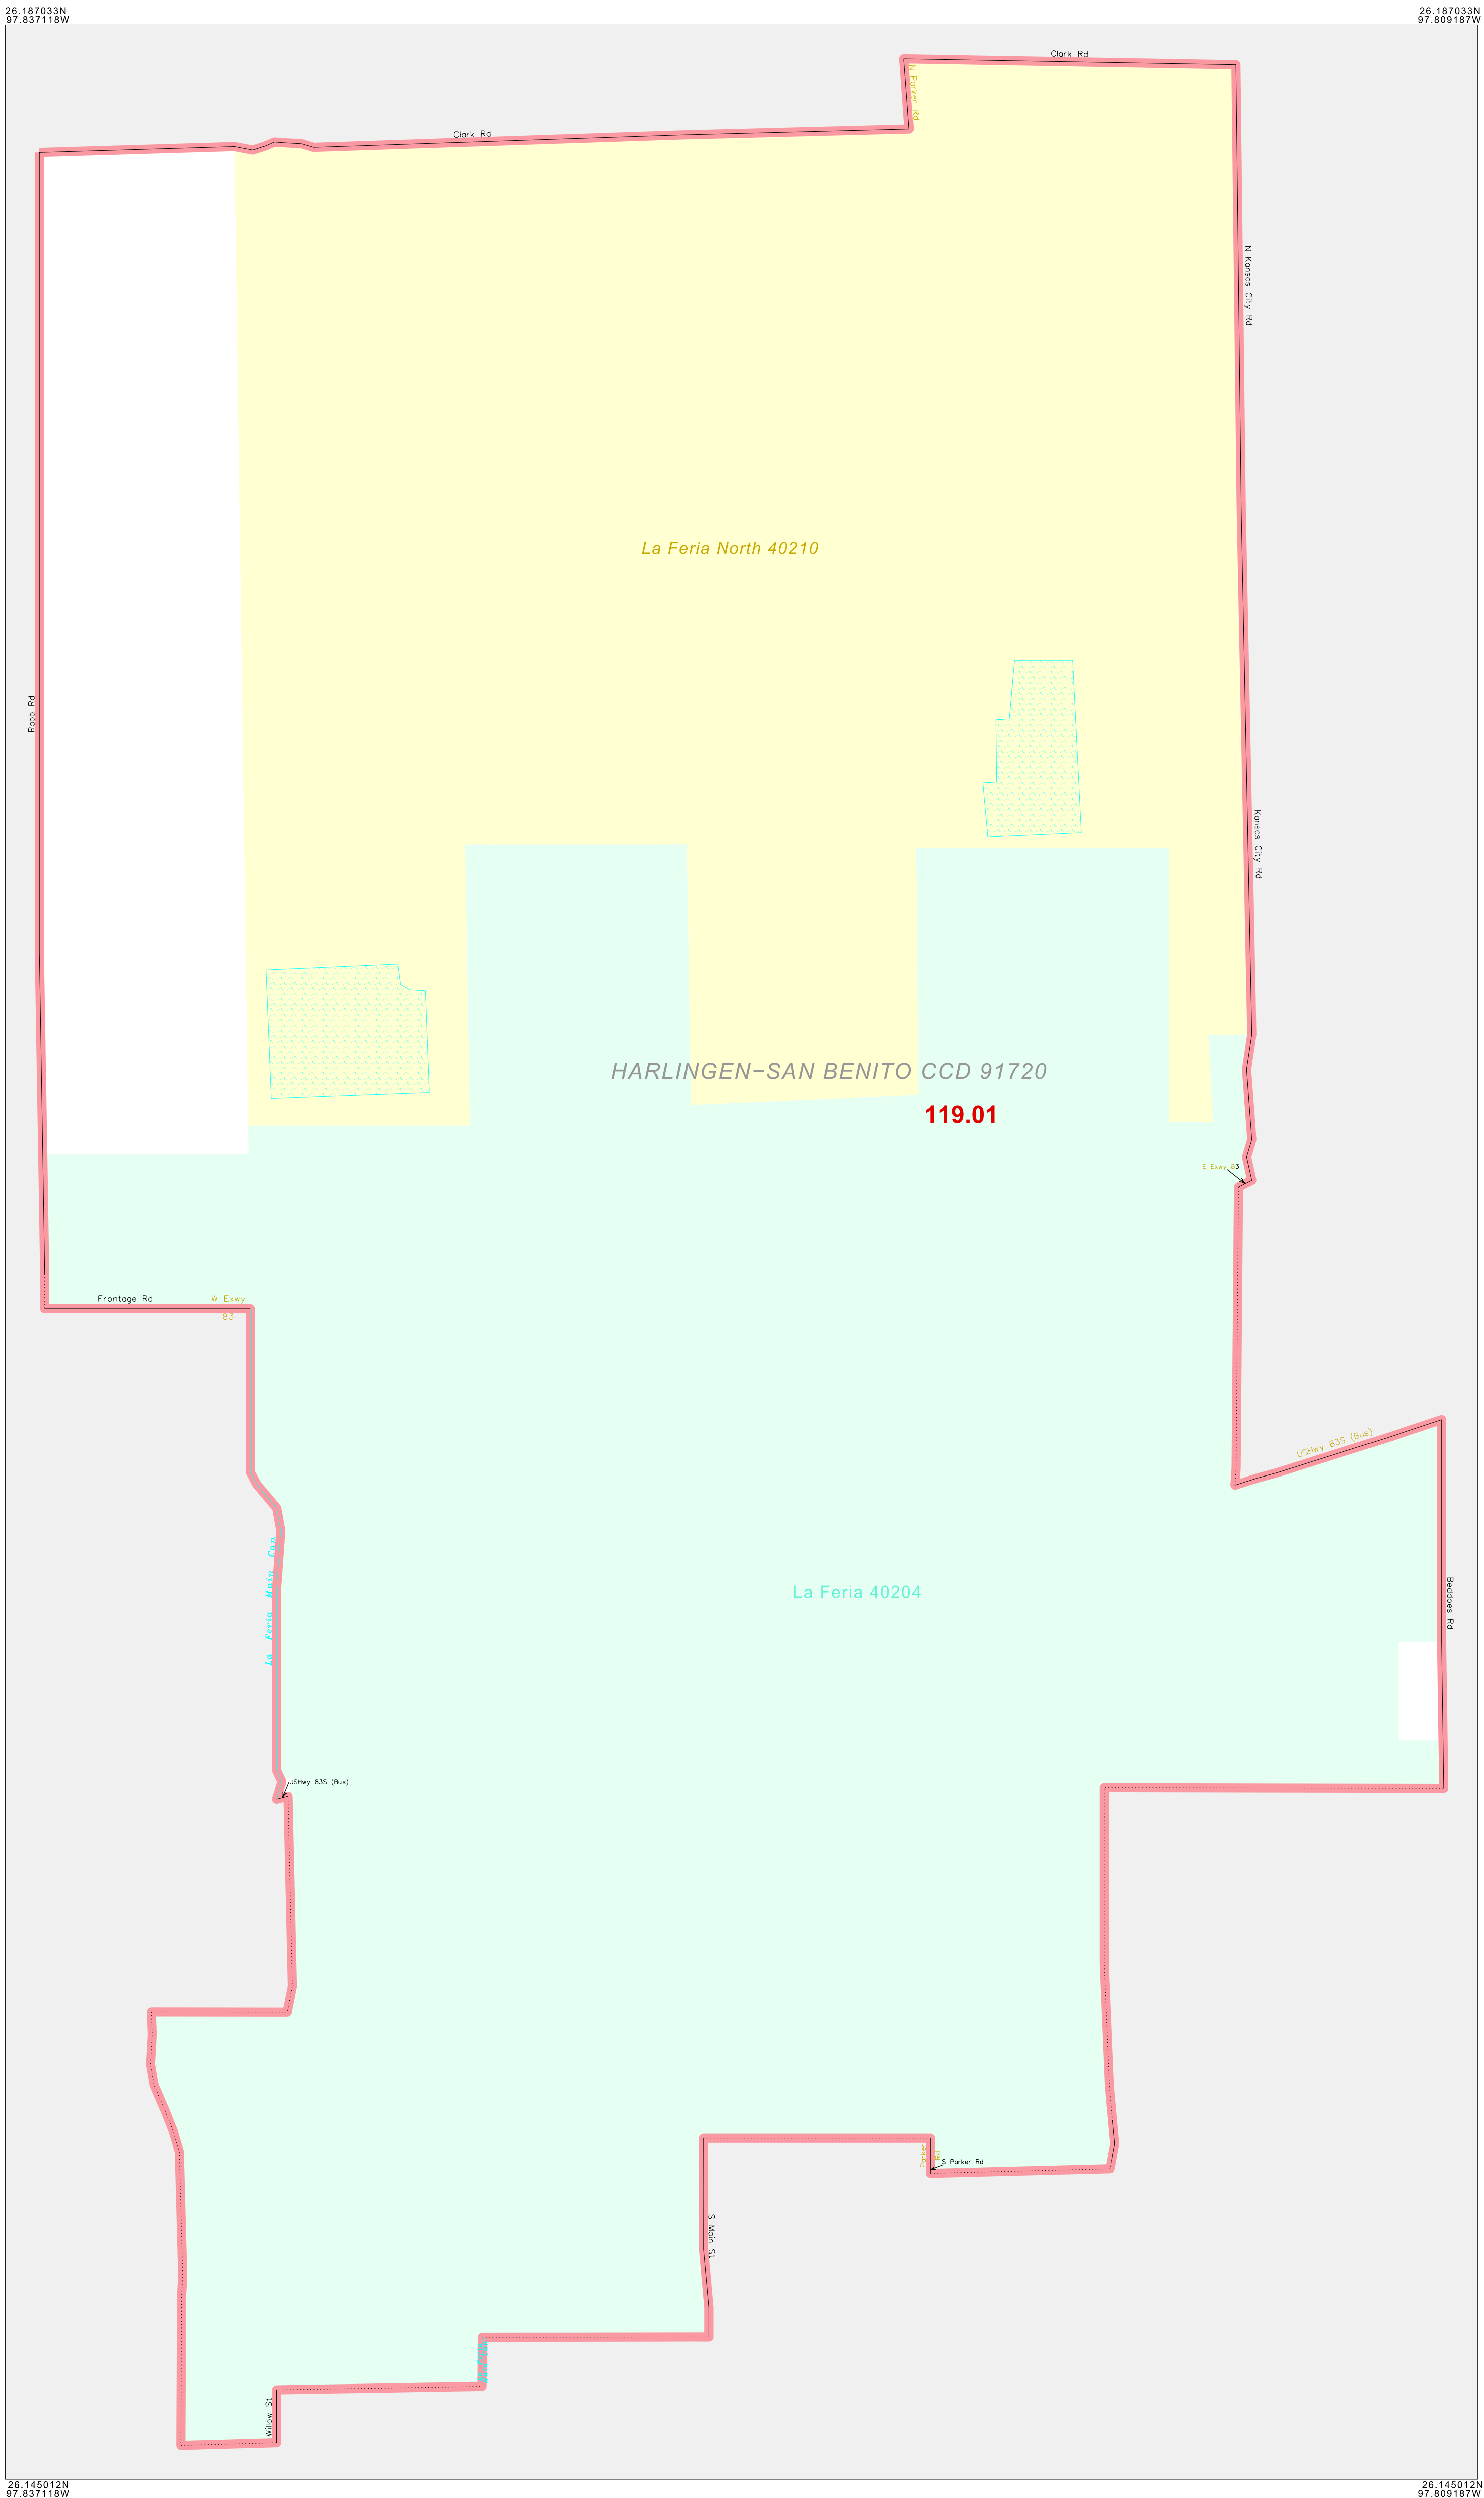 26.187033N
97.837118W
26.187033N
97.809187W
Clark Rd
N Parker Rd
Clark Rd
N Kansas City Rd
La Feria North 40210
Rabb Rd
Kansas City Rd
HARLINGEN-SAN BENITO CCD 91720
119.01
E Exwy 83
Frontage Rd
W Exwy
83
USHwy 83S (Bus)
La Feria Main Can
La Feria 40204
Beddoes Rd
USHwy 83S (Bus)
Parker
Rd
S Parker Rd
S Main St
Willow St
26.145012N
97.837118W
26.145012N
97.809187W